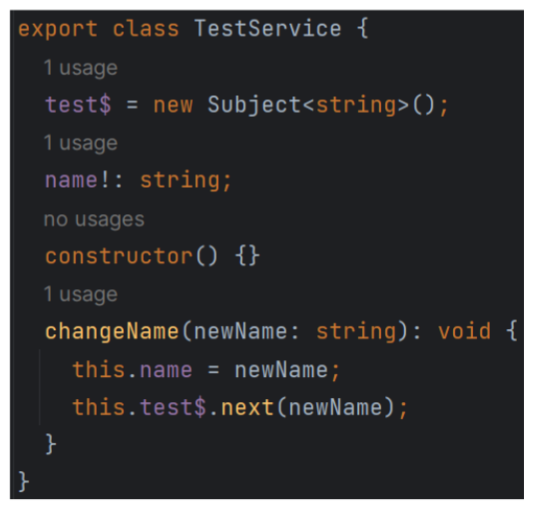 export class TestService {
1 usage
test$ = new Subject<string>();
1 usage
name!: string;
no usages
constructor() {}
1 usage
changeName(newName: string): void {
this.name = newName;
this.test$.next(newName);
}
}